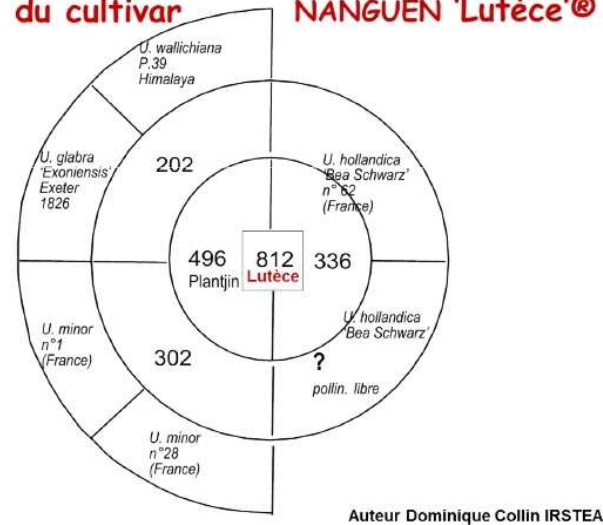 du cultivar NANGUEN 'Lutèce'®
U. wallichiana
P.39
Himalaya
U. glabra
'Exoniensis'
Exeter
1826
202
U. hollandica
'Bea Schwarz'
n° 62
(France)
496
Plantjin
812
Lutèce
336
U. minor
n°1
(France)
302
U. hollandica
'Bea Schwarz'
?
pollin. libre
U. minor
n°28
(France)
Auteur Dominique Collin IRSTEA